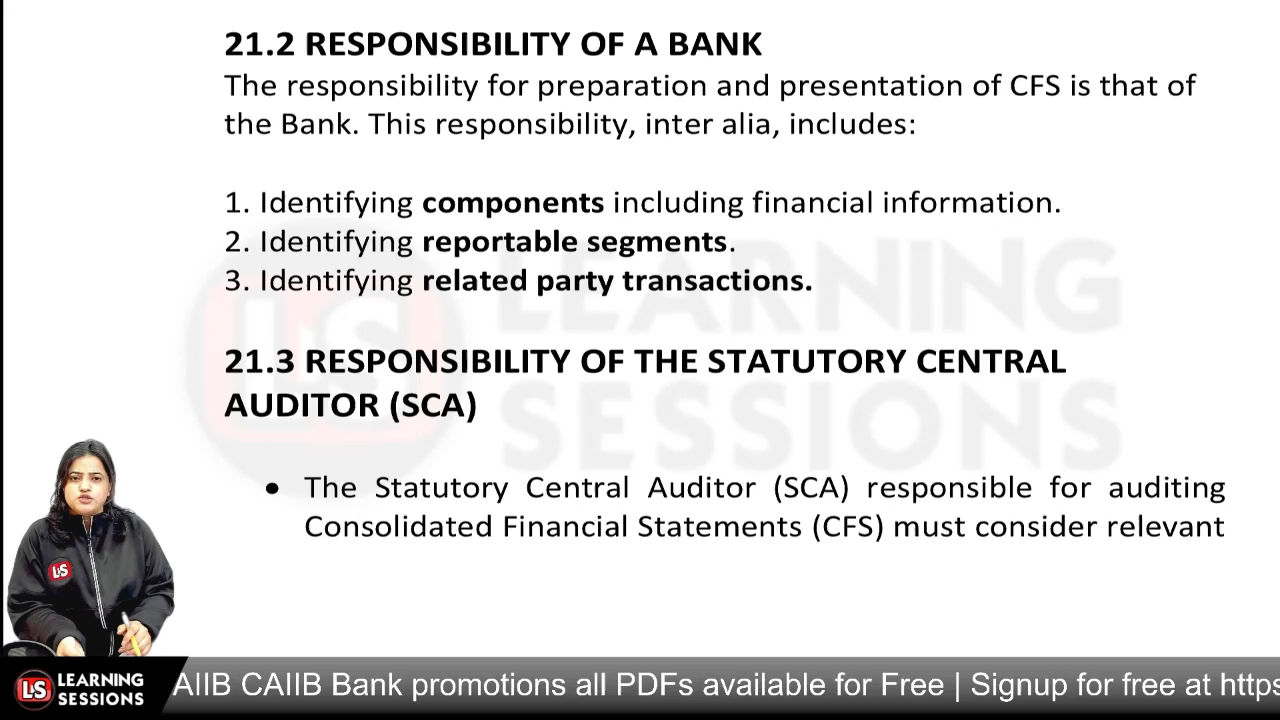 21.2 RESPONSIBILITY OF A BANK
The responsibility for preparation and presentation of CFS is that of
the Bank. This responsibility, inter alia, includes:
1. Identifying components including financial information.
2. Identifying reportable segments.
3. Identifying related party transactions.
LS LEARNING
SESSIONS
21.3 RESPONSIBILITY OF THE STATUTORY CENTRAL
AUDITOR (SCA)
• The Statutory Central Auditor (SCA) responsible for auditing
Consolidated Financial Statements (CFS) must consider relevant
LS
LS LEARNING
SESSIONS
AIIB CAIIB Bank promotions all PDFs available for Free | Signup for free at https